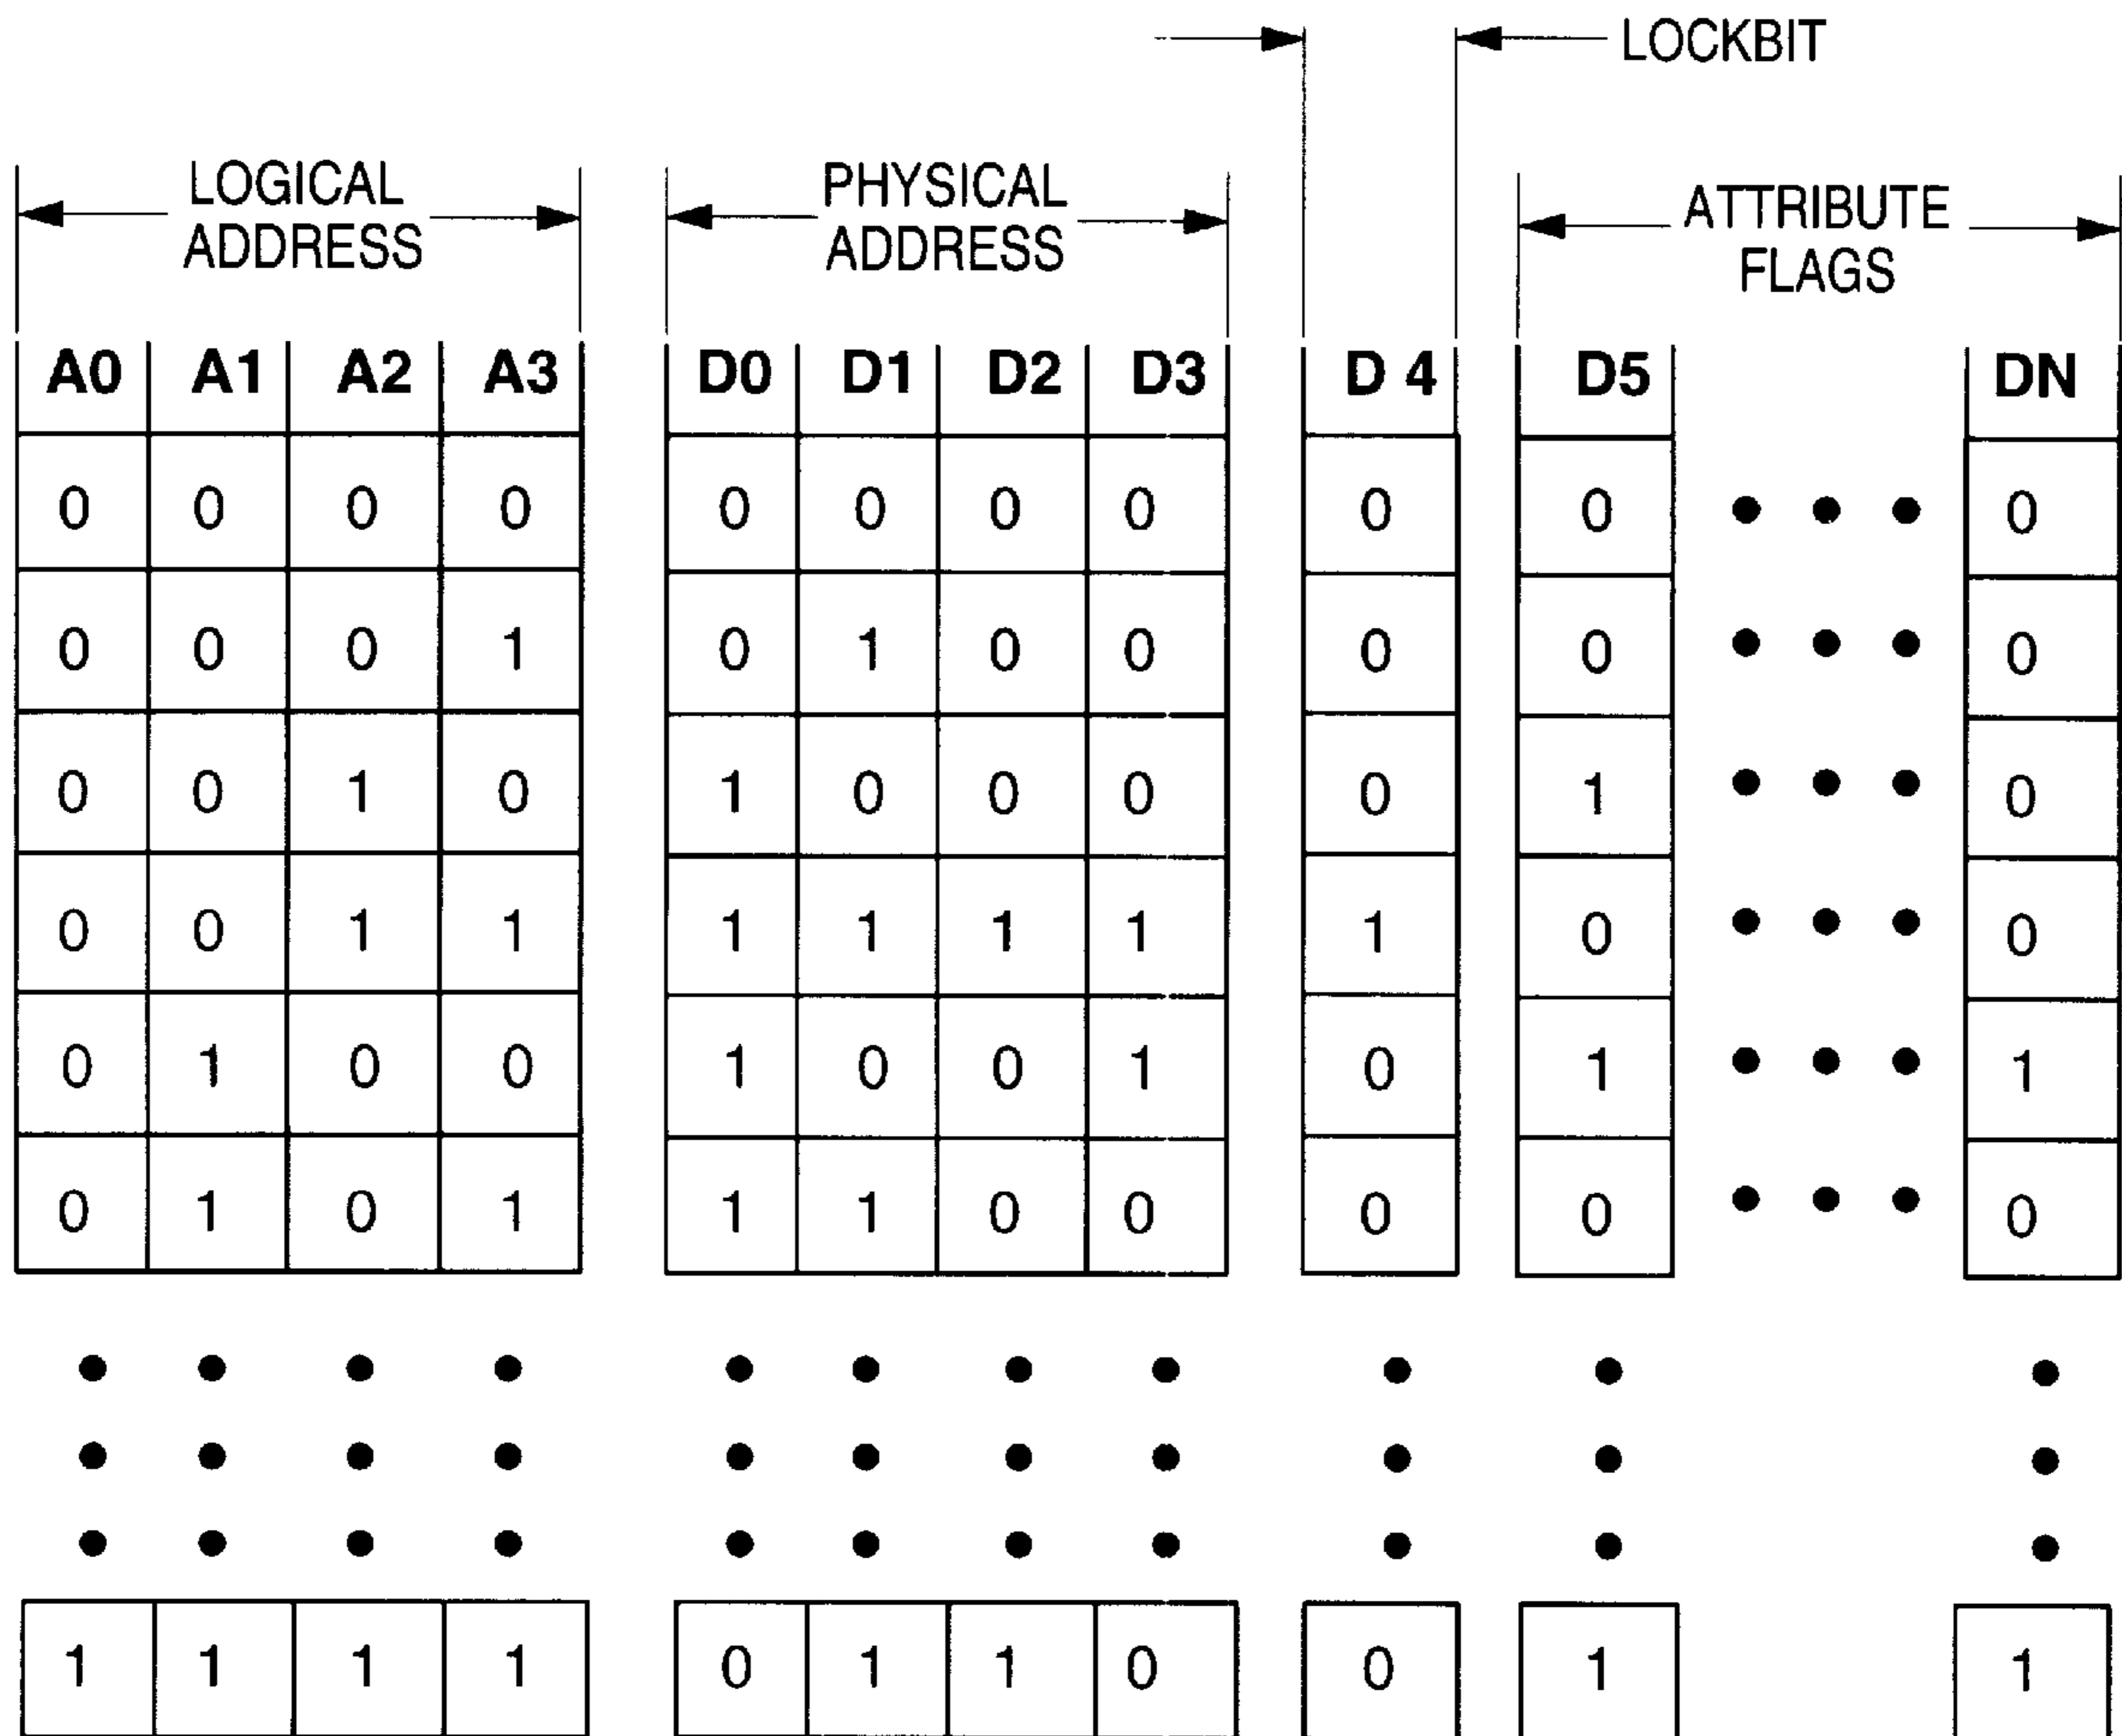 LOCKBIT
LOGICAL
ADDRESS
PHYSICAL
ADDRESS
ATTRIBUTE
FLAGS
A0 A1 A2 A3 D0 D1 D2 D3 D 4 D5 DN
0 0 0 0 0 0 0 0 0 0 • • • 0
0 0 0 1 0 1 0 0 0 0 • • • 0
0 0 1 0 1 0 0 0 0 1 • • • 0
0 0 1 1 1 1 1 1 1 0 • • • 0
0 1 0 0 1 0 0 1 0 1 • • • 1
0 1 0 1 1 1 0 0 0 0 • • • 0
• • • • • • • • • • •
• • • • • • • • • • •
• • • • • • • • • • •
1 1 1 1 0 1 1 0 0 1 1